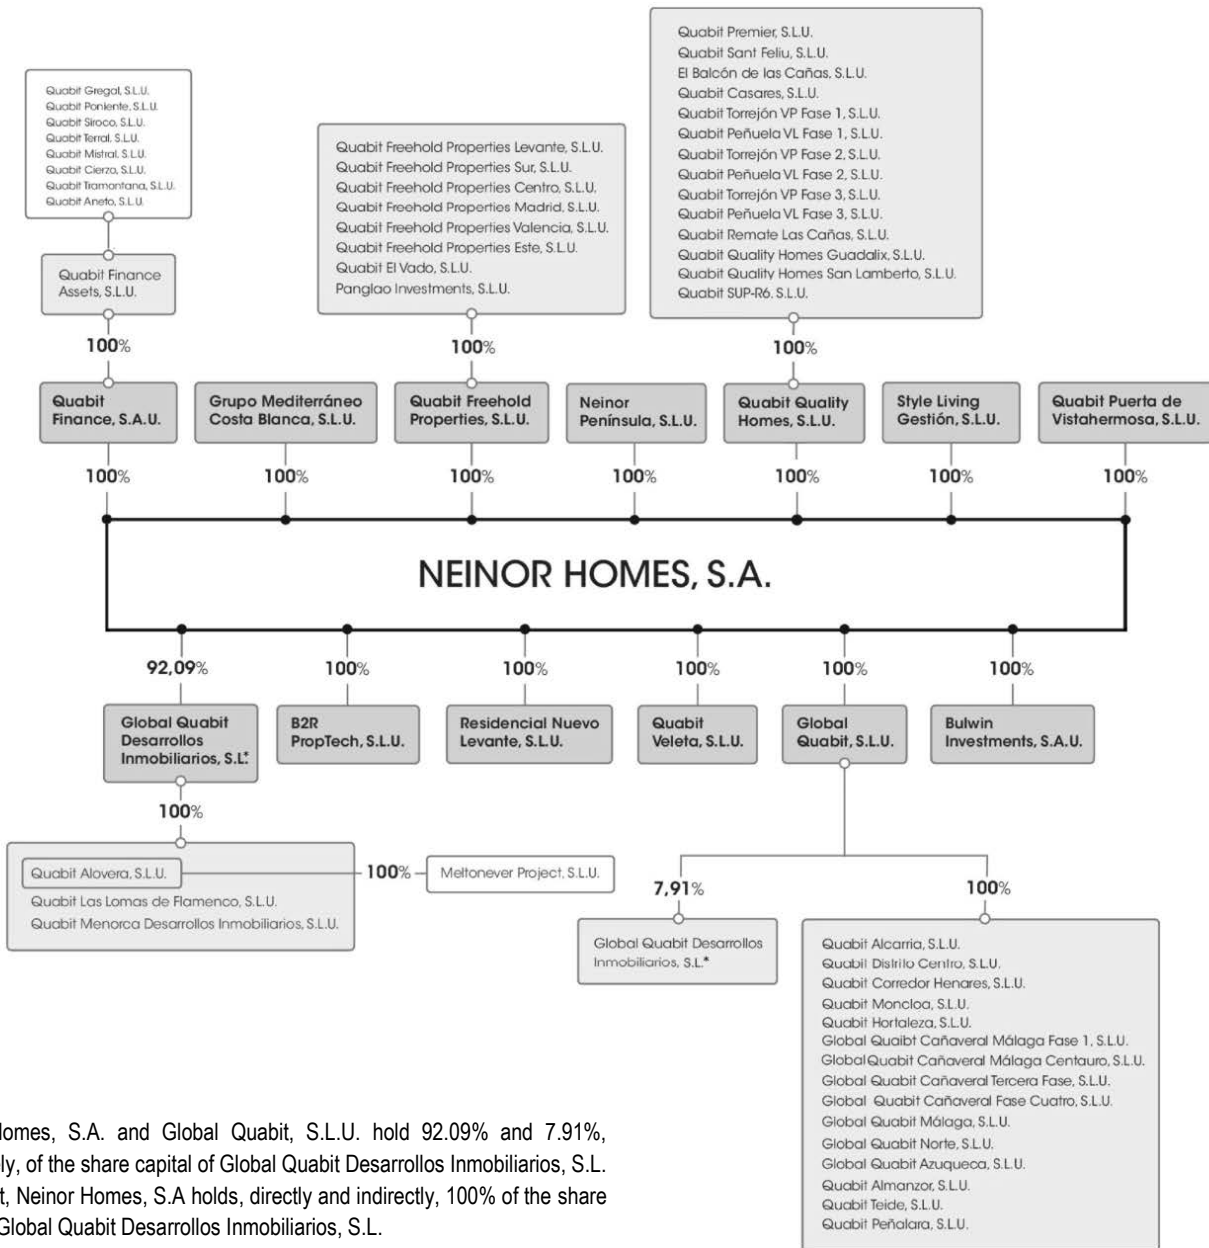 Quabit Gregal, S.L.U.
Quabit Poniente, S.L.U.
Quabit Siroco, S.L.U.
Quabit Terral, S.L.U.
Quabit Mistral, S.L.U.
Quabit Cierzo, S.L.U.
Quabit Tramontana, S.L.U.
Quabit Aneto, S.L.U.
Quabit Finance
Assets, S.L.U.
100%
Quabit Freehold Properties Levante, S.L.U.
Quabit Freehold Properties Sur, S.L.U.
Quabit Freehold Properties Centro, S.L.U.
Quabit Freehold Properties Madrid, S.L.U.
Quabit Freehold Properties Valencia, S.L.U.
Quabit Freehold Properties Este, S.L.U.
Quabit El Vado, S.L.U.
Panglao Investments, S.L.U.
100%
Quabit Premier, S.L.U.
Quabit Sant Feliu, S.L.U.
El Balcón de las Cañas, S.L.U.
Quabit Casares, S.L.U.
Quabit Torrejón VP Fase 1, S.L.U.
Quabit Peñuela VL Fase 1, S.L.U.
Quabit Torrejón VP Fase 2, S.L.U.
Quabit Peñuela VL Fase 2, S.L.U.
Quabit Torrejón VP Fase 3, S.L.U.
Quabit Peñuela VL Fase 3, S.L.U.
Quabit Remate Las Cañas, S.L.U.
Quabit Quality Homes Guadalix, S.L.U.
Quabit Quality Homes San Lamberto, S.L.U.
Quabit SUP-R6, S.L.U.
100%
Quabit
Finance, S.A.U.
Grupo Mediterráneo
Costa Blanca, S.L.U.
Quabit Freehold
Properties, S.L.U.
Neinor
Península, S.L.U.
Quabit Quality
Homes, S.L.U.
Style Living
Gestión, S.L.U.
Quabit Puerta de
Vistahermosa, S.L.U.
100%
100%
100%
100%
100%
100%
100%
NEINOR HOMES, S.A.
92,09%
100%
100%
100%
100%
100%
Global Quabit
Desarrollos
Inmobiliarios, S.L.*
B2R
PropTech, S.L.U.
Residencial Nuevo
Levante, S.L.U.
Quabit
Veleta, S.L.U.
Global
Quabit, S.L.U.
Bulwin
Investments, S.A.U.
100%
Quabit Alovera, S.L.U.
Quabit Las Lomas de Flamenco, S.L.U.
Quabit Menorca Desarrollos Inmobiliarios, S.L.U.
100%
Meltonever Project, S.L.U.
7,91%
Global Quabit Desarrollos
Inmobiliarios, S.L.*
100%
Quabit Alcarria, S.L.U.
Quabit Distrito Centro, S.L.U.
Quabit Corredor Henares, S.L.U.
Quabit Moncloa, S.L.U.
Quabit Hortaleza, S.L.U.
Global Quaibt Cañaveral Málaga Fase 1, S.L.U.
Global Quabit Cañaveral Málaga Centauro, S.L.U.
Global Quabit Cañaveral Tercera Fase, S.L.U.
Global Quabit Cañaveral Fase Cuatro, S.L.U.
Global Quabit Málaga, S.L.U.
Global Quabit Norte, S.L.U.
Global Quabit Azuqueca, S.L.U.
Quabit Almanzor, S.L.U.
Quabit Teide, S.L.U.
Quabit Peñalara, S.L.U.
Homes, S.A. and Global Quabit, S.L.U. hold 92.09% and 7.91%,
ly, of the share capital of Global Quabit Desarrollos Inmobiliarios, S.L.
t, Neinor Homes, S.A holds, directly and indirectly, 100% of the share
Global Quabit Desarrollos Inmobiliarios, S.L.